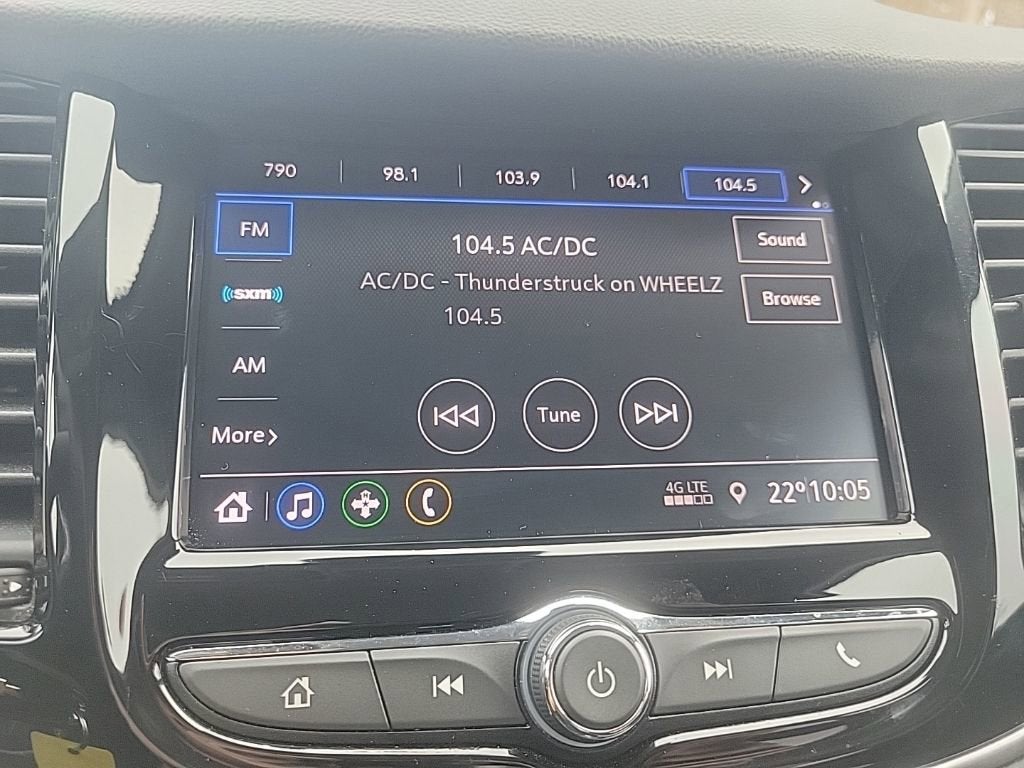 790 98.1 103.9 104.1 104.5
FM
104.5 AC/DC
Sound
AC/DC - Thunderstruck on WHEELZ
104.5
sxm
Browse
AM
Tune
More
4G LTE
22° 10:05